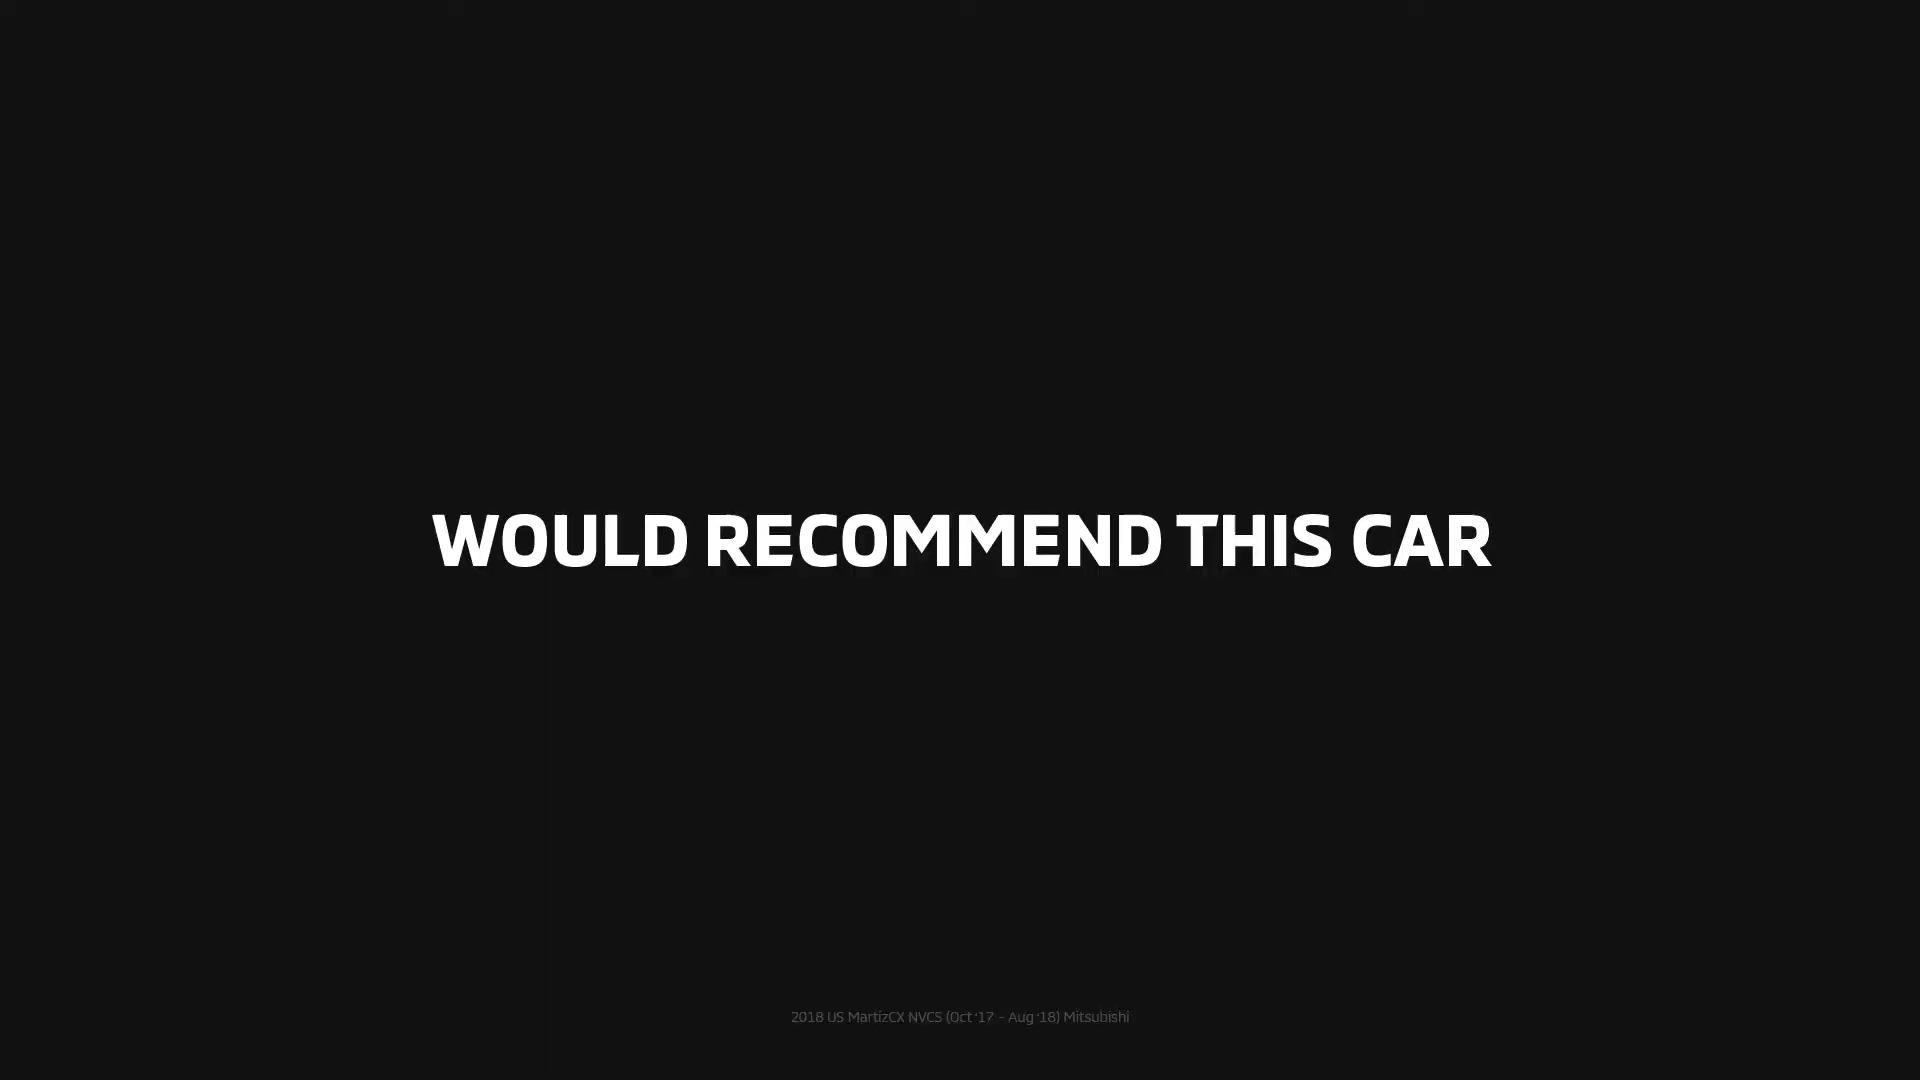 WOULD RECOMMEND THIS CAR
2018 US MartizCX NVCS (Oct '17 - Aug '18) Mitsubishi